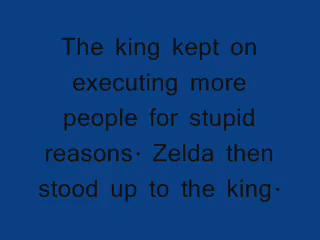 The king kept on
executing more
people for stupid
reasons· Zelda then
stood up to the king·